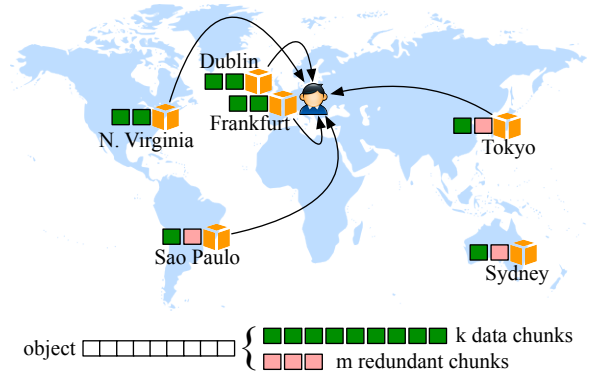 Dublin
Frankfurt
N. Virginia
Tokyo
Sao Paulo
Sydney
object
k data chunks
m redundant chunks